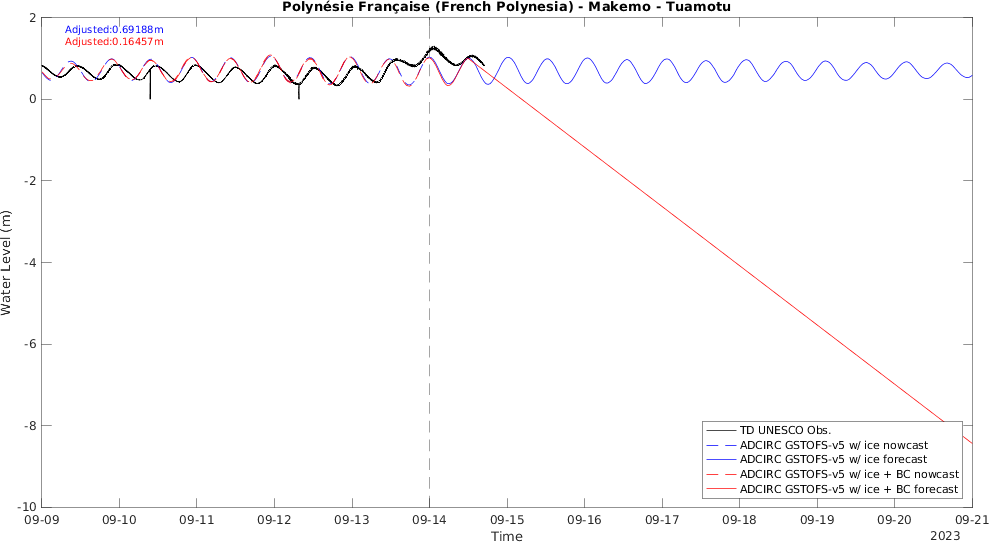 Polynésie Française (French Polynesia) - Makemo - Tuamotu
Adjusted:0.69188m
Adjusted:0.16457m
2
0
-2
-4
-6
-8
-10
Water Level (m)
TD UNESCO Obs.
ADCIRC GSTOFS-v5 w/ ice nowcast
ADCIRC GSTOFS-v5 w/ ice forecast
ADCIRC GSTOFS-v5 w/ ice + BC nowcast
ADCIRC GSTOFS-v5 w/ ice + BC forecast
09-09 09-10 09-11 09-12 09-13 09-14 09-15 09-16 09-17 09-18 09-19 09-20 09-21
Time
2023